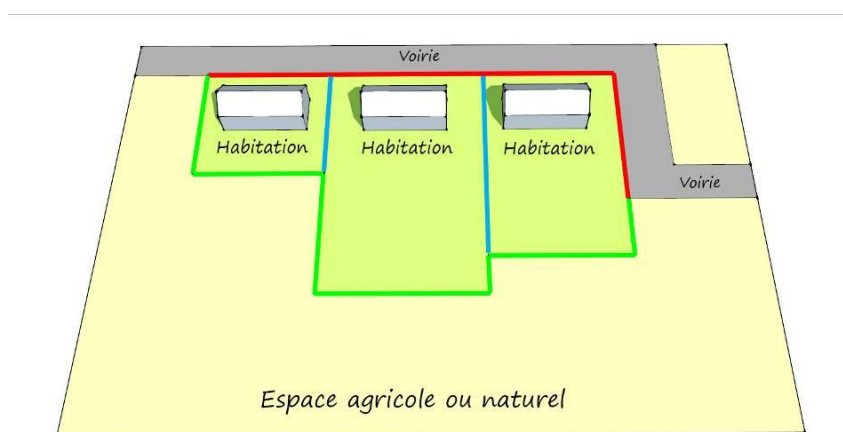 Voirie
Habitation
Habitation
Habitation
Voirie
Espace agricole ou naturel